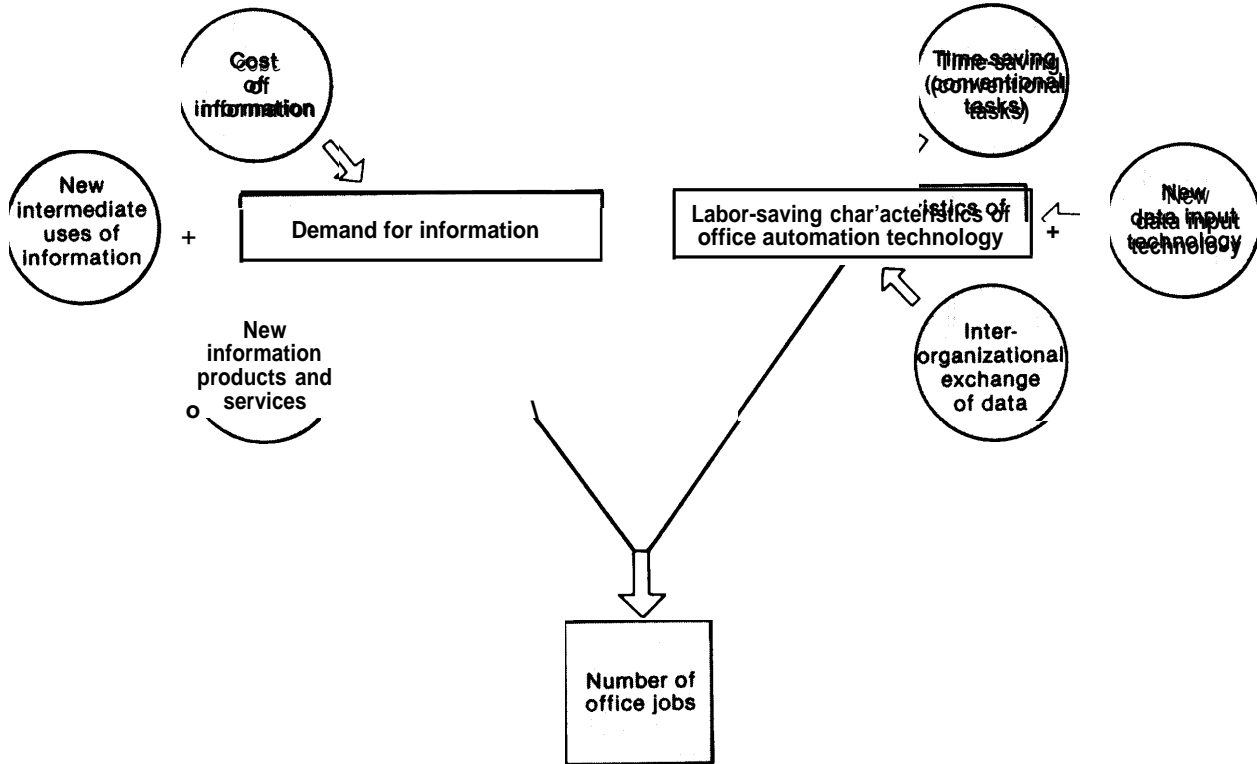 Cost
of
information
Time-saving
(conventional
tasks)
New
intermediate
uses of
information
+
Demand for information
Labor-saving char'acteristics of
office automation technology
+
New
data input
technology
New
information
products and
services
o
Inter-
organizational
exchange
of data
Number of
office jobs